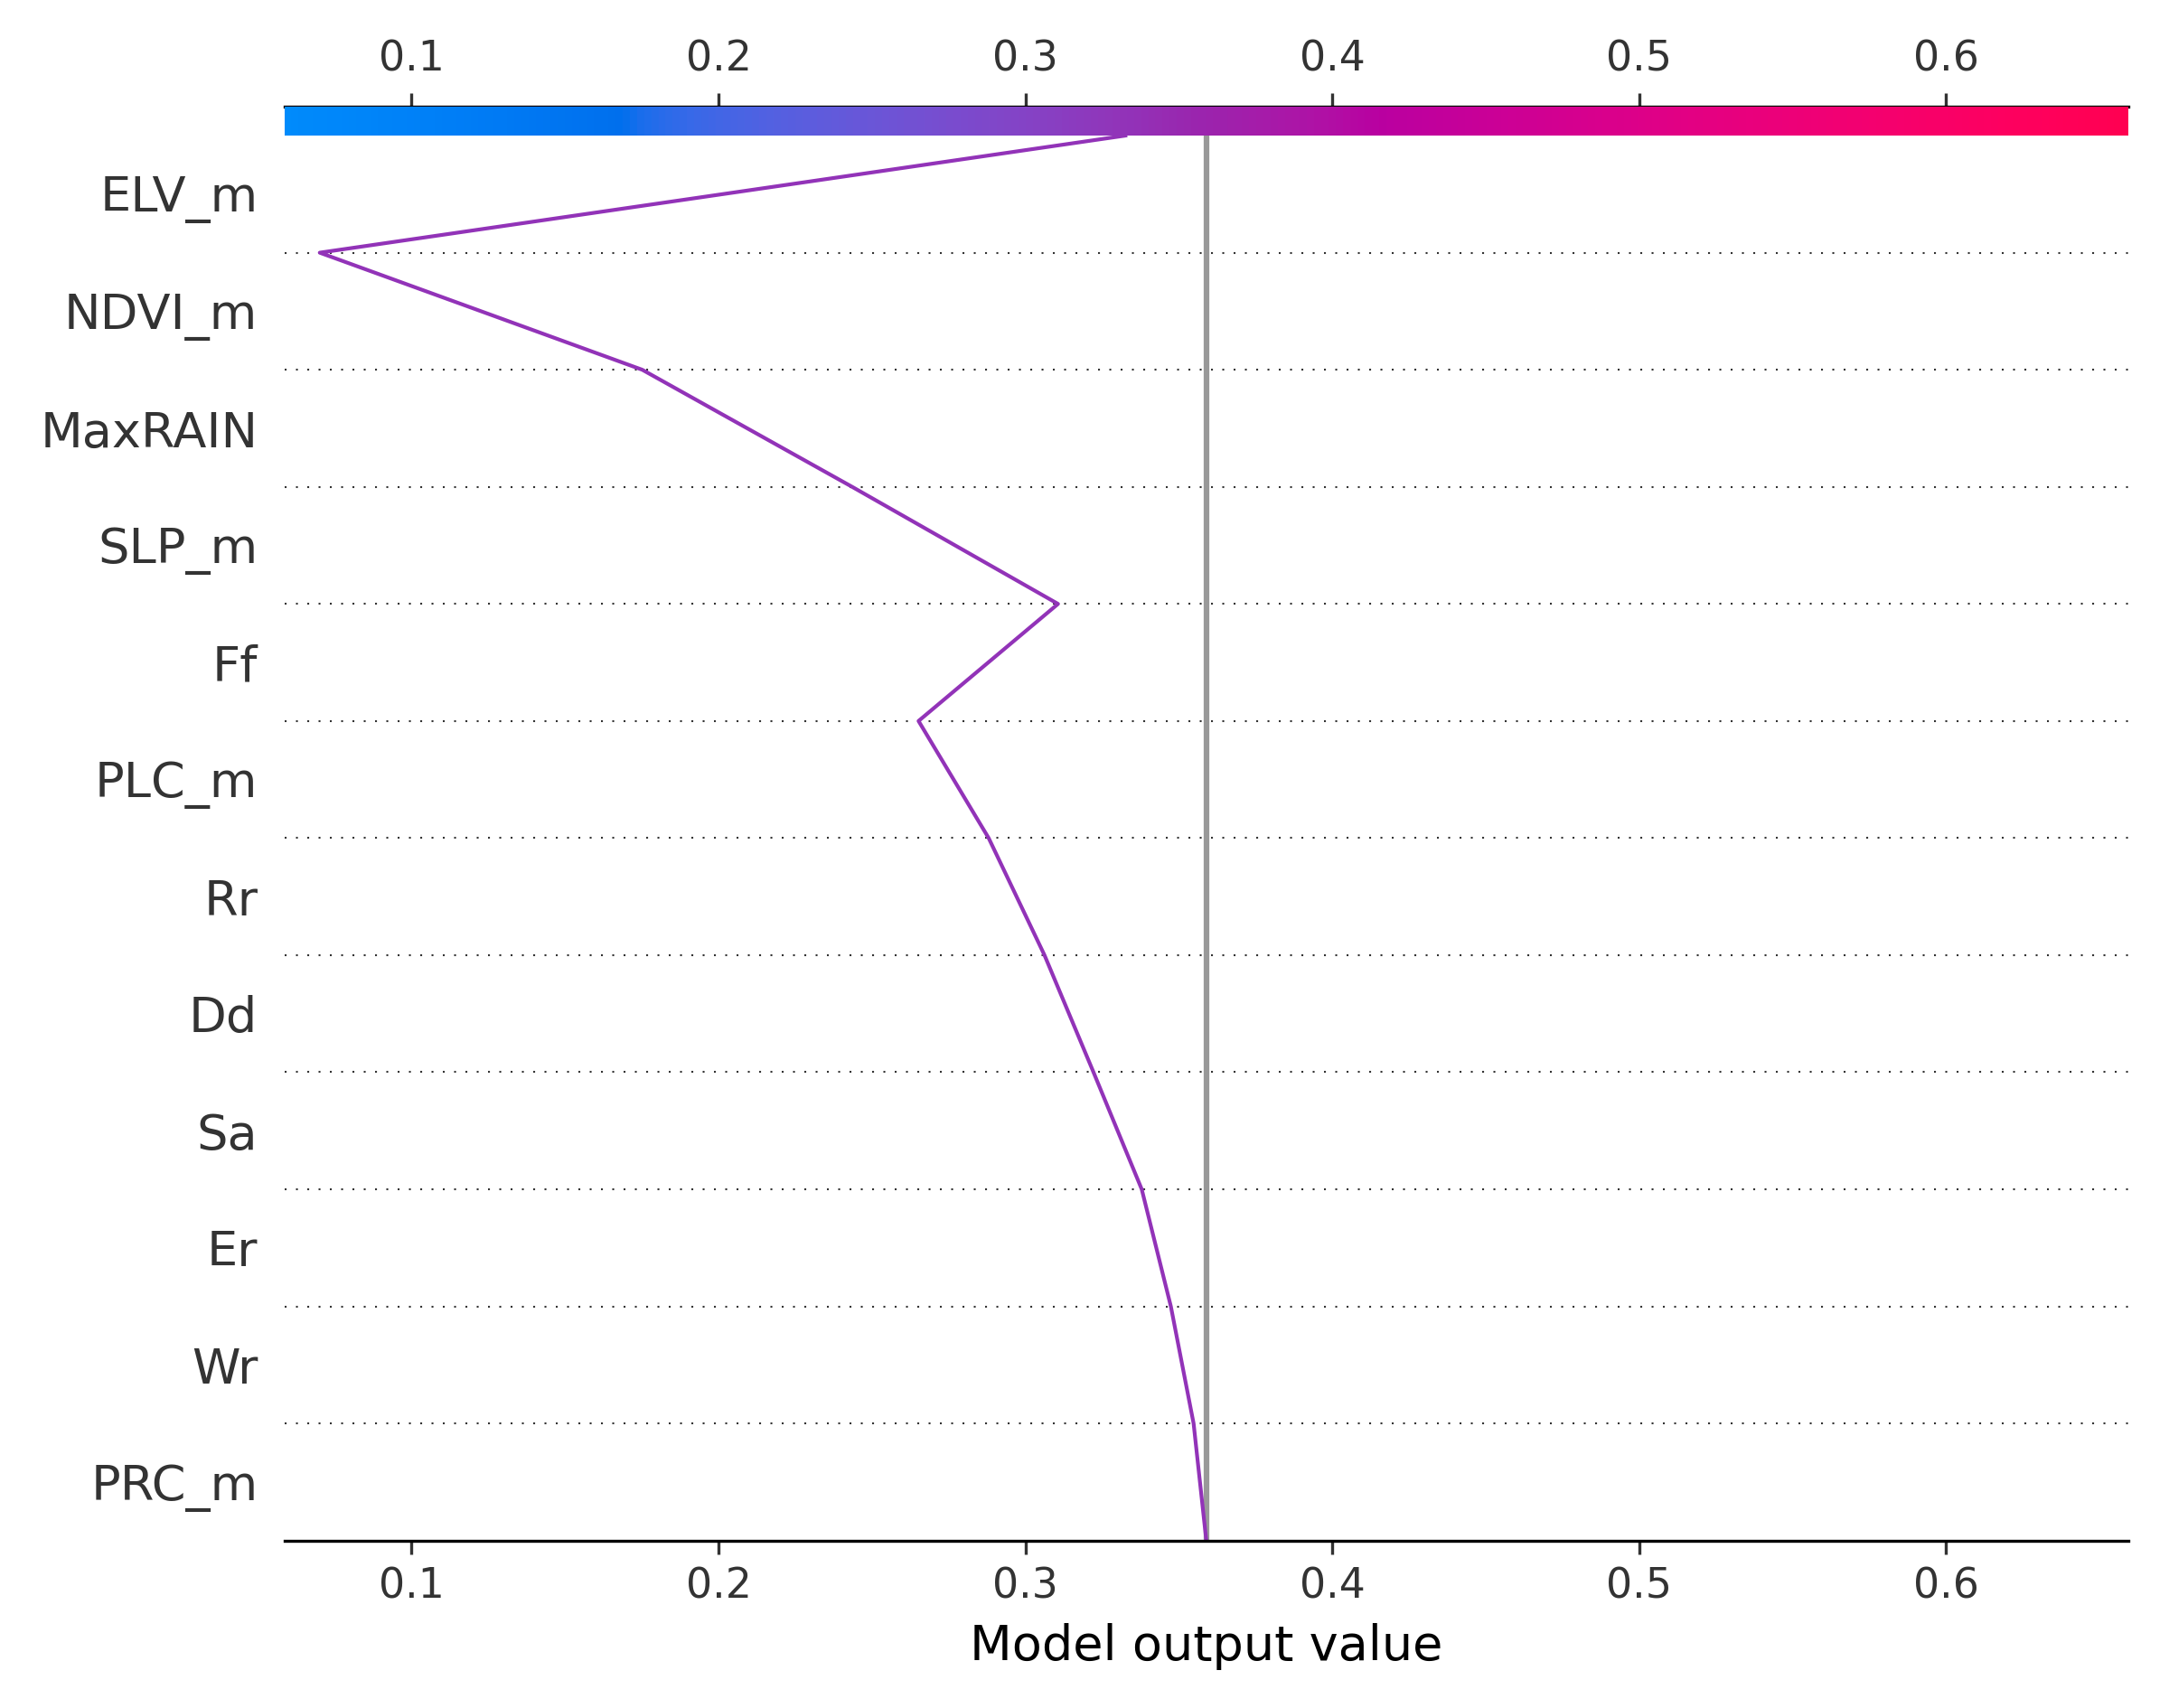 0.1 0.2 0.3 0.4 0.5 0.6
ELV_m
NDVI_m
MaxRAIN
SLP_m
Ff
PLC_m
Rr
Dd
Sa
Er
Wr
PRC_m
0.1 0.2 0.3 0.4 0.5 0.6
Model output value